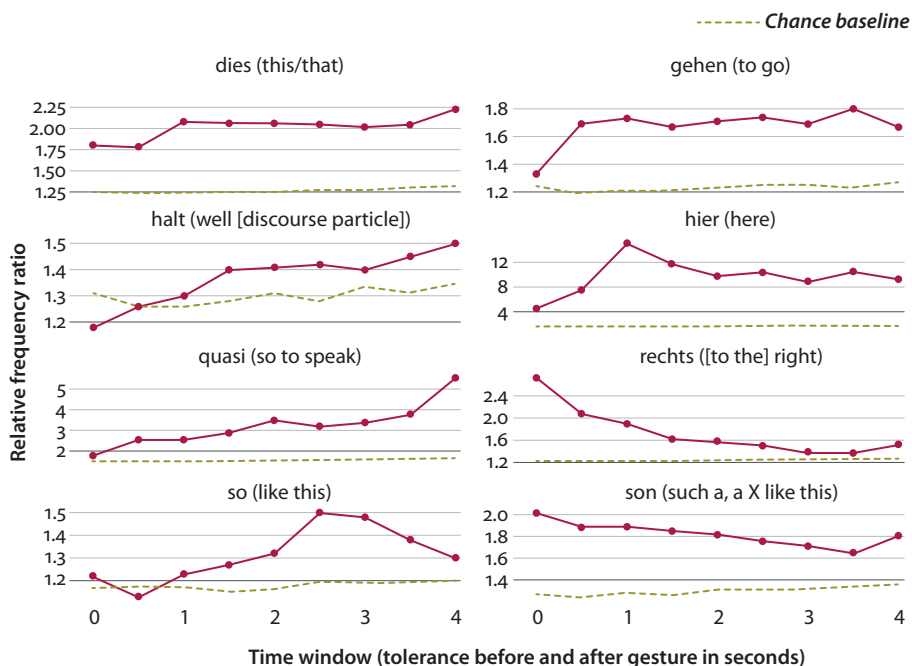 Chance baseline
dies (this/that)
2.25
2.00
1.75
1.50
1.25
gehen (to go)
1.8
1.6
1.4
1.2
halt (well [discourse particle])
1.5
1.4
1.3
1.2
hier (here)
12
8
4
quasi (so to speak)
5
4
3
2
rechts ([to the] right)
2.4
2.0
1.6
1.2
so (like this)
1.5
1.4
1.3
1.2
son (such a, a X like this)
2.0
1.8
1.4
0 1 2 3 4
0 1 2 3 4
Relative frequency ratio
Time window (tolerance before and after gesture in seconds)